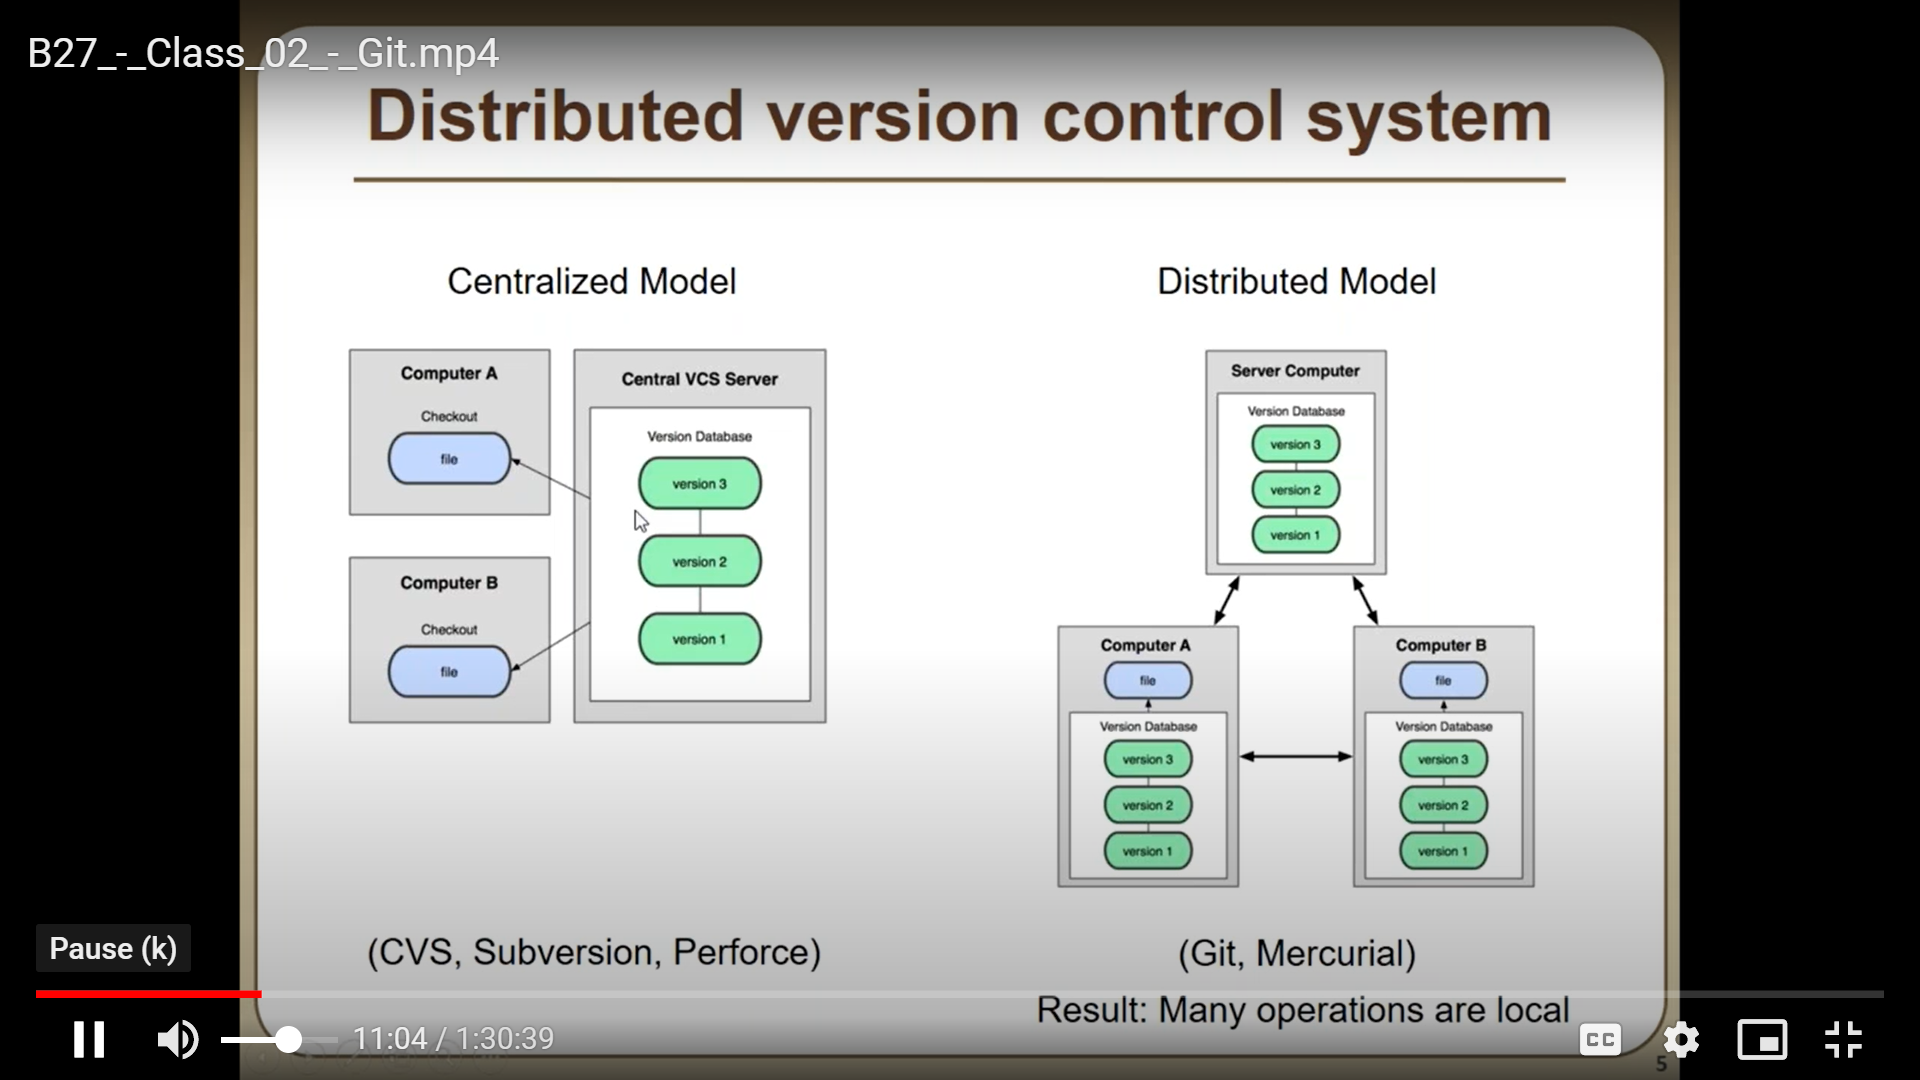 B27_-_Class_02_-_Git.mp4
Distributed version control system
Centralized Model
Computer A
Checkout
file
Computer B
Checkout
file
Central VCS Server
Version Database
version 3
version 2
version 1
(CVS, Subversion, Perforce)
Distributed Model
Server Computer
Version Database
version 3
version 2
version 1
Computer A
file
Version Database
version 3
version 2
version 1
Computer B
file
Version Database
version 3
version 2
version 1
(Git, Mercurial)
Result: Many operations are local
Pause (k)
11:04 / 1:30:39
CC
5